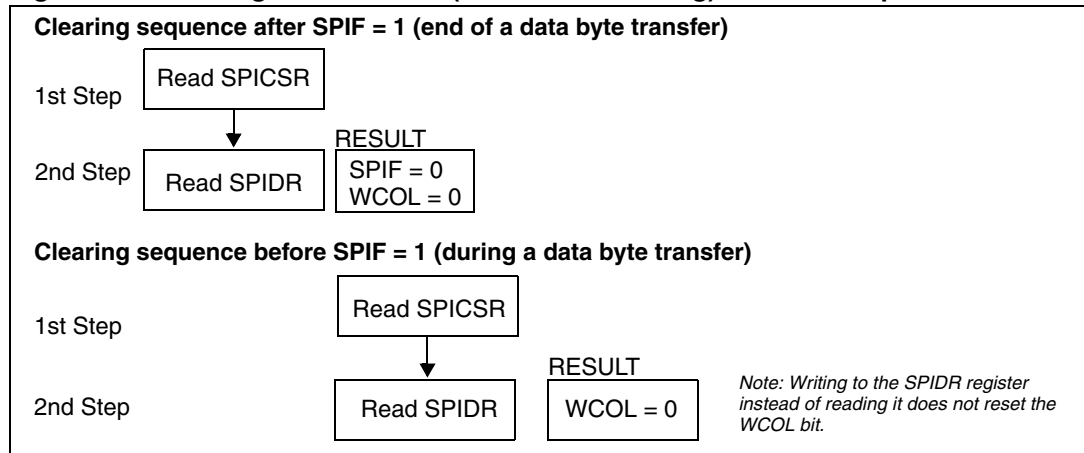 Clearing sequence after SPIF = 1 (end of a data byte transfer)
1st Step
Read SPICSR
2nd Step
Read SPIDR
RESULT
SPIF = 0
WCOL = 0
Clearing sequence before SPIF = 1 (during a data byte transfer)
1st Step
Read SPICSR
2nd Step
Read SPIDR
RESULT
WCOL = 0
Note: Writing to the SPIDR register
instead of reading it does not reset the
WCOL bit.